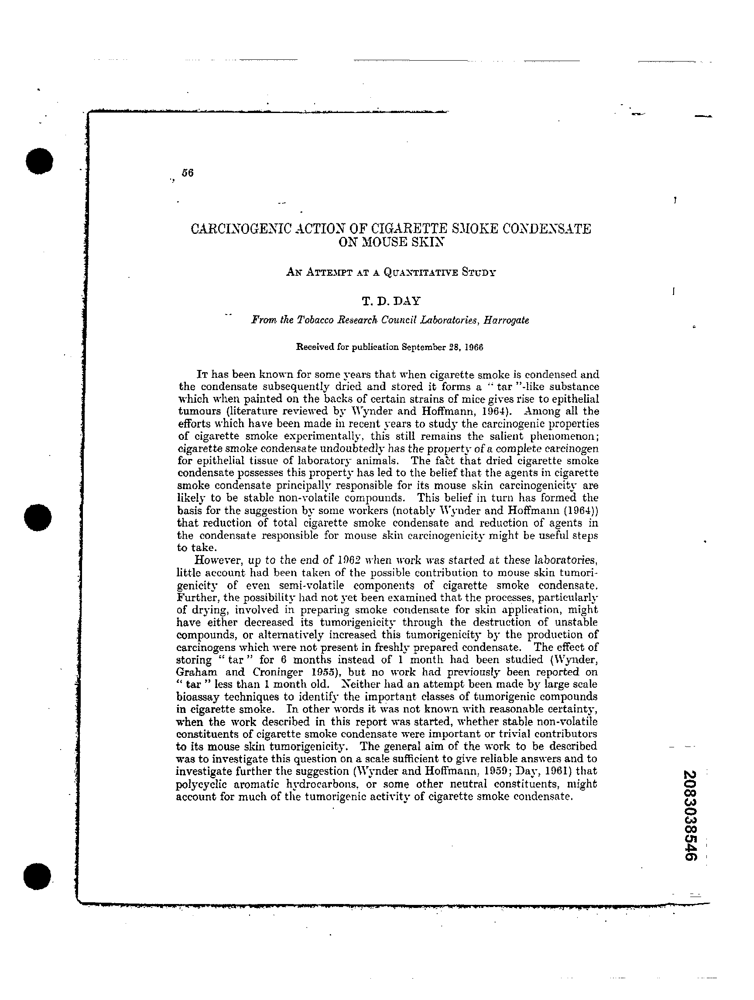 56
CARCINOGENIC ACTION OF CIGARETTE SMOKE CONDENSATE
ON MOUSE SKIN
AN ATTEMPT AT A QUANTITATIVE STUDY
T. D. DAY
From the Tobacco Research Council Laboratories, Harrogate
Received for publication September 28, 1966
IT has been known for some years that when cigarette smoke is condensed and
the condensate subsequently dried and stored it forms a " tar "-like substance
which when painted on the backs of certain strains of mice gives rise to epithelial
tumours (literature reviewed by Wynder and Hoffmann, 1964). Among all the
efforts which have been made in recent years to study the carcinogenic properties
of cigarette smoke experimentally, this still remains the salient phenomenon;
cigarette smoke condensate undoubtedly has the property of a complete carcinogen
for epithelial tissue of laboratory animals. The fact that dried cigarette smoke
condensate possesses this property has led to the belief that the agents in cigarette
smoke condensate principally responsible for its mouse skin carcinogenicity are
likely to be stable non-volatile compounds. This belief in turn has formed the
basis for the suggestion by some workers (notably Wynder and Hoffmann (1964))
that reduction of total cigarette smoke condensate and reduction of agents in
the condensate responsible for mouse skin carcinogenicity might be useful steps
to take.
However, up to the end of 1962 when work was started at these laboratories,
little account had been taken of the possible contribution to mouse skin tumori-
genicity of even semi-volatile components of cigarette smoke condensate.
Further, the possibility had not yet been examined that the processes, particularly
of drying, involved in preparing smoke condensate for skin application, might
have either decreased its tumorigenicity through the destruction of unstable
compounds, or alternatively increased this tumorigenicity by the production of
carcinogens which were not present in freshly prepared condensate. The effect of
storing " tar " for 6 months instead of 1 month had been studied (Wynder,
Graham and Croninger 1955), but no work had previously been reported on
" tar " less than 1 month old. Neither had an attempt been made by large scale
bioassay techniques to identify the important classes of tumorigenic compounds
in cigarette smoke. In other words it was not known with reasonable certainty,
when the work described in this report was started, whether stable non-volatile
constituents of cigarette smoke condensate were important or trivial contributors
to its mouse skin tumorigenicity. The general aim of the work to be described
was to investigate this question on a scale sufficient to give reliable answers and to
investigate further the suggestion (Wynder and Hoffmann, 1959; Day, 1961) that
polycyclic aromatic hydrocarbons, or some other neutral constituents, might
account for much of the tumorigenic activity of cigarette smoke condensate.
2083038546